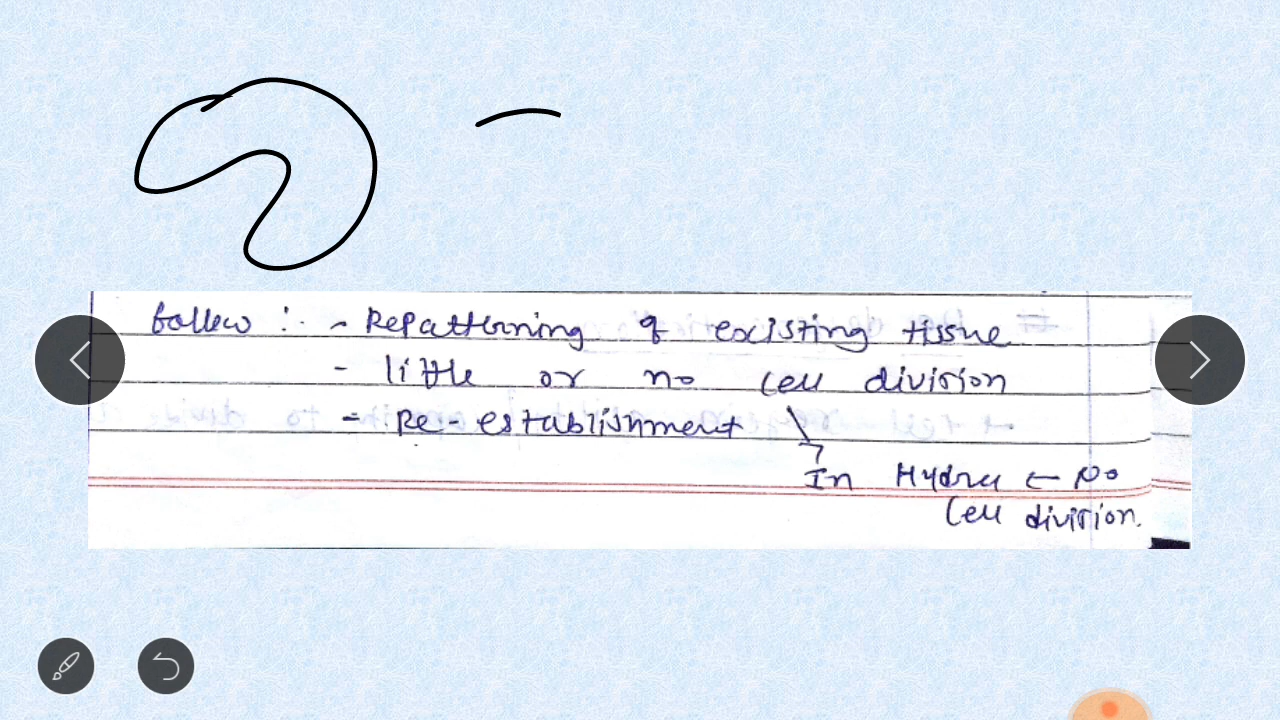 follow :- - Repatterning of existing tissue
- little or no cell division
- Re-establishment
In Hydra ← No
Cell division.